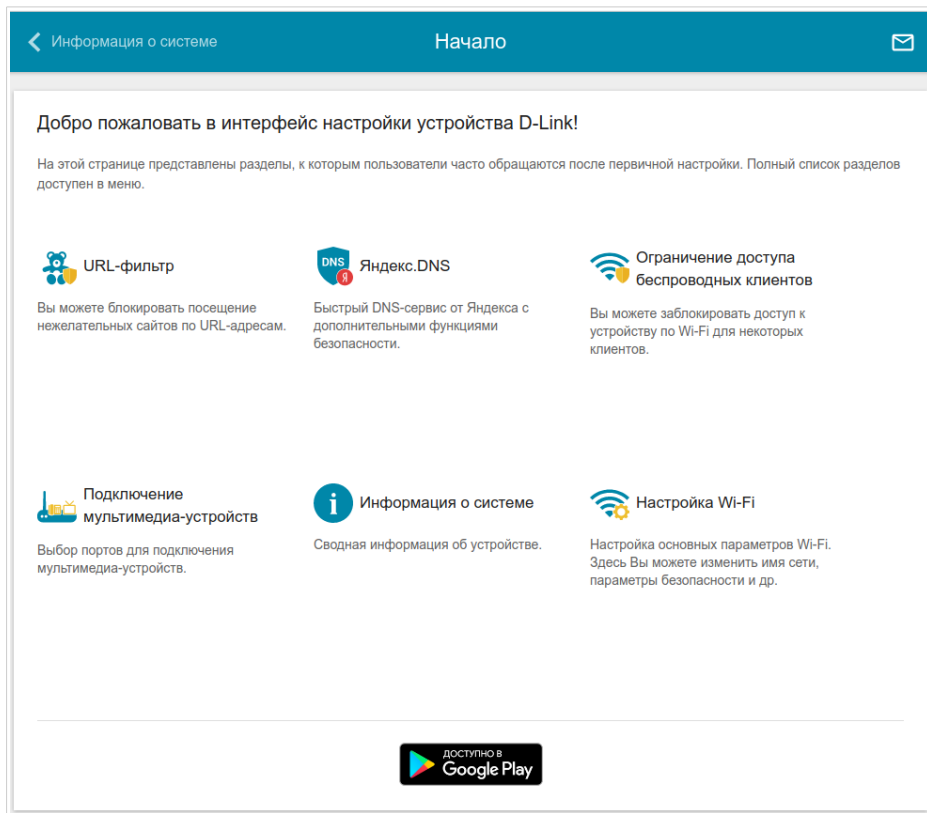 Информация о системе
Начало
Добро пожаловать в интерфейс настройки устройства D-Link!
На этой странице представлены разделы, к которым пользователи часто обращаются после первичной настройки. Полный список разделов
доступен в меню.
URL-фильтр
Вы можете блокировать посещение
нежелательных сайтов по URL-адресам.
DNS
Я
Яндекс.DNS
Быстрый DNS-сервис от Яндекса с
дополнительными функциями
безопасности.
Ограничение доступа
беспроводных клиентов
Вы можете заблокировать доступ к
устройству по Wi-Fi для некоторых
клиентов.
Подключение
мультимедиа-устройств
Выбор портов для подключения
мультимедиа-устройств.
i
Информация о системе
Сводная информация об устройстве.
Настройка Wi-Fi
Настройка основных параметров Wi-Fi.
Здесь Вы можете изменить имя сети,
параметры безопасности и др.
ДОСТУПНО В
Google Play